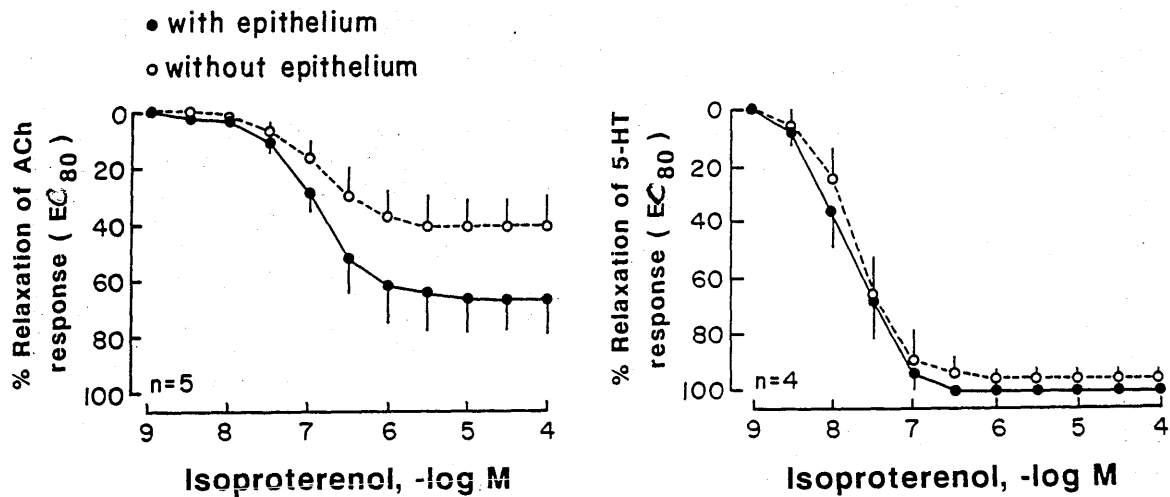 ● with epithelium
○ without epithelium
% Relaxation of ACh
response (EC80)
0
20
40
60
80
100
n=5
9 8 7 6 5 4
Isoproterenol, -log M
% Relaxation of 5-HT
response (EC80)
0
20
40
60
80
100
n=4
9 8 7 6 5 4
Isoproterenol, -log M